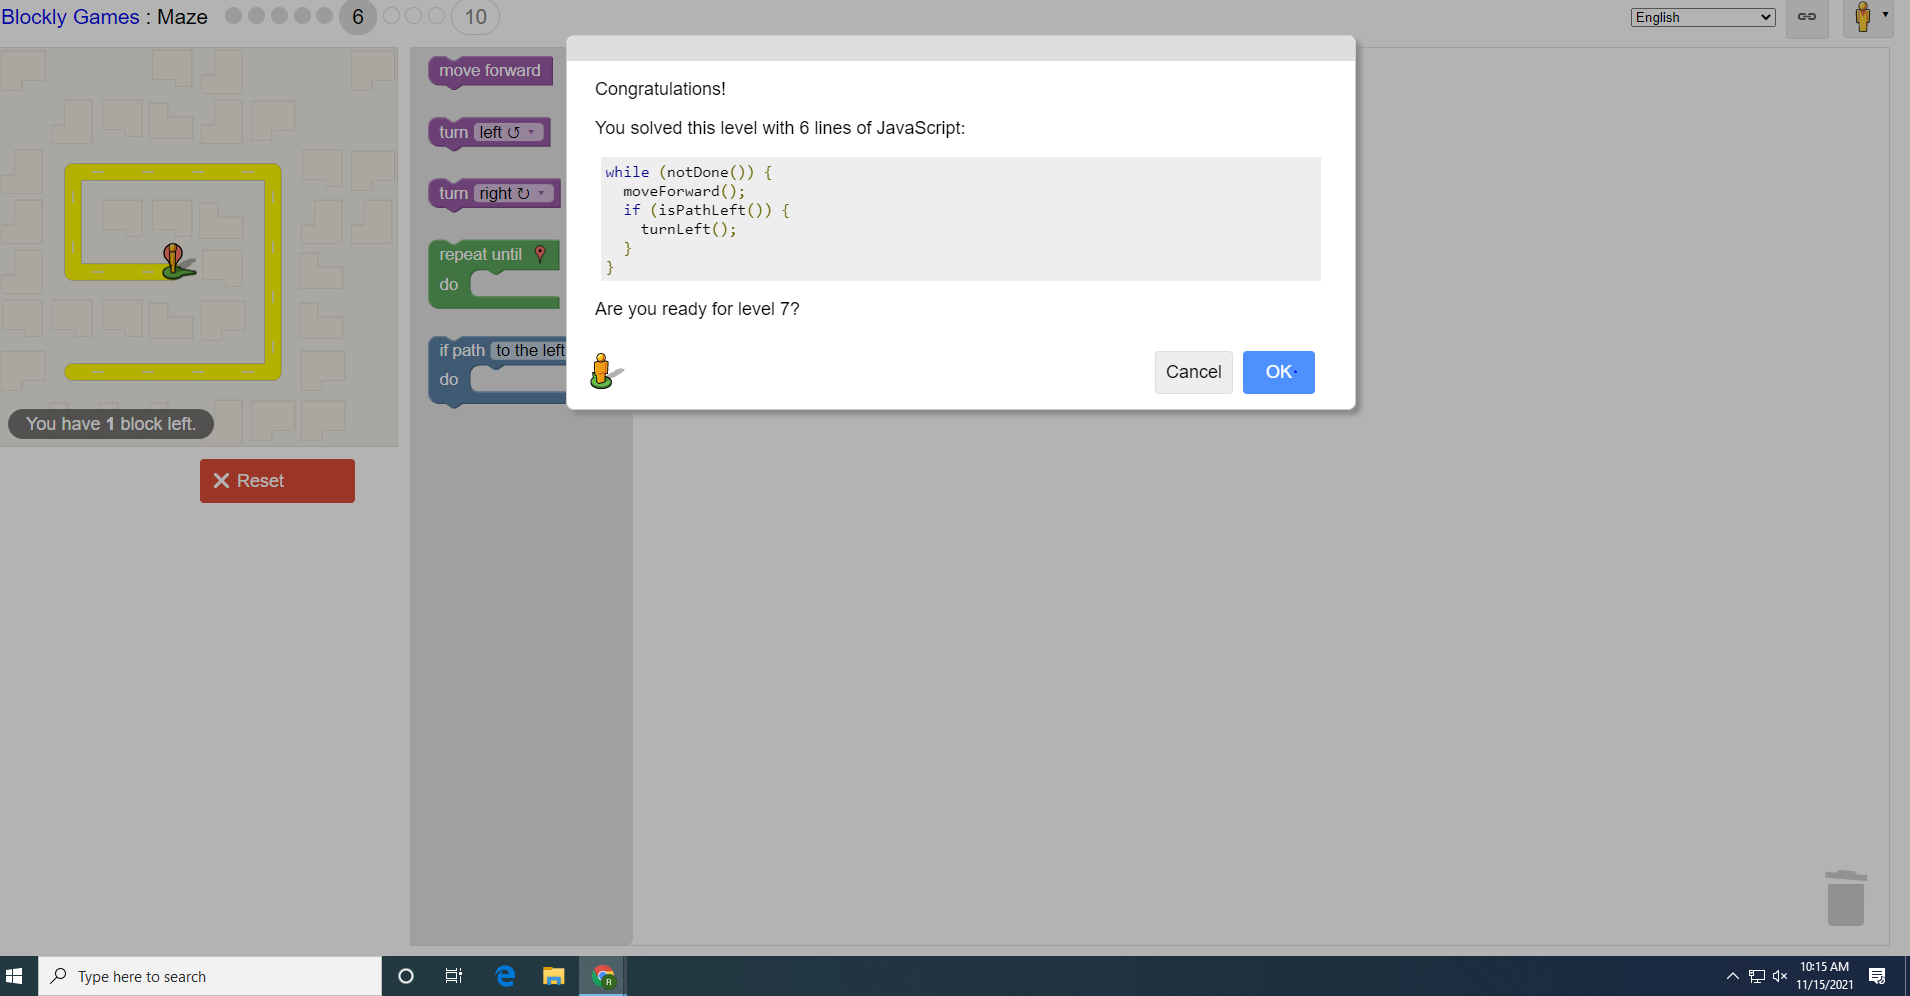 Blockly Games : Maze 6 10
English
move forward
turn left ↺
turn right ↻
repeat until
do
if path to the left
do
You have 1 block left.
Reset
Congratulations!
You solved this level with 6 lines of JavaScript:
while (notDone()) {
  moveForward();
  if (isPathLeft()) {
    turnLeft();
  }
}
Are you ready for level 7?
Cancel
OK
Type here to search
R
10:15 AM
11/15/2021